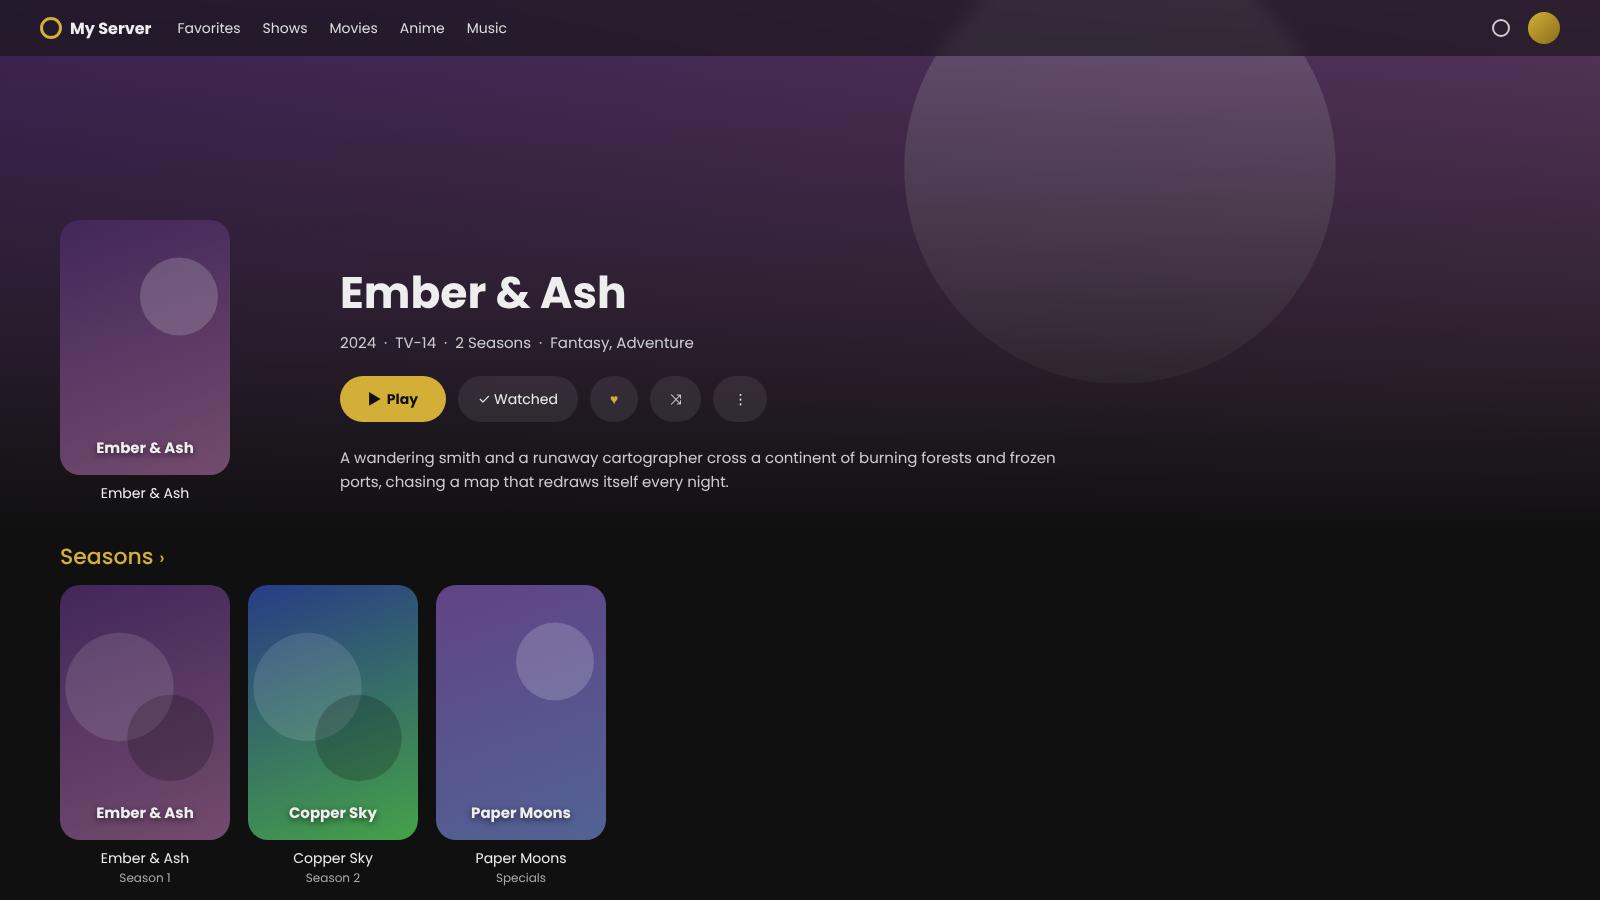 My Server Favorites Shows Movies Anime Music
Ember & Ash
Ember & Ash
Ember & Ash
2024 · TV-14 · 2 Seasons · Fantasy, Adventure
▶ Play ✓ Watched ♥ ⤨ ⋮
A wandering smith and a runaway cartographer cross a continent of burning forests and frozen
ports, chasing a map that redraws itself every night.
Seasons ›
Ember & Ash
Ember & Ash
Season 1
Copper Sky
Copper Sky
Season 2
Paper Moons
Paper Moons
Specials